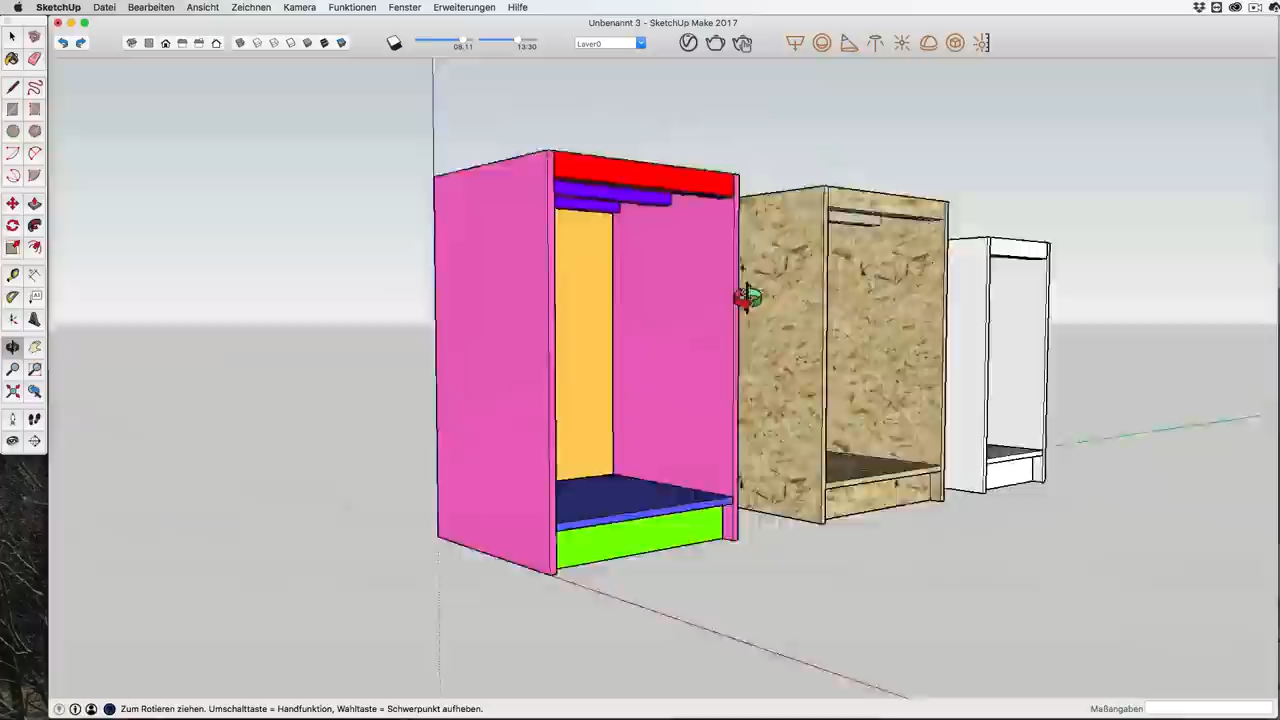 SketchUp Datei Bearbeiten Ansicht Zeichnen Kamera Funktionen Fenster Erweiterungen Hilfe
Unbenannt 3 - SketchUp Make 2017
08.11 13:30 Layer0
Zum Rotieren ziehen. Umschalttaste = Handfunktion, Wahltaste = Schwerpunkt aufheben. Maßangaben